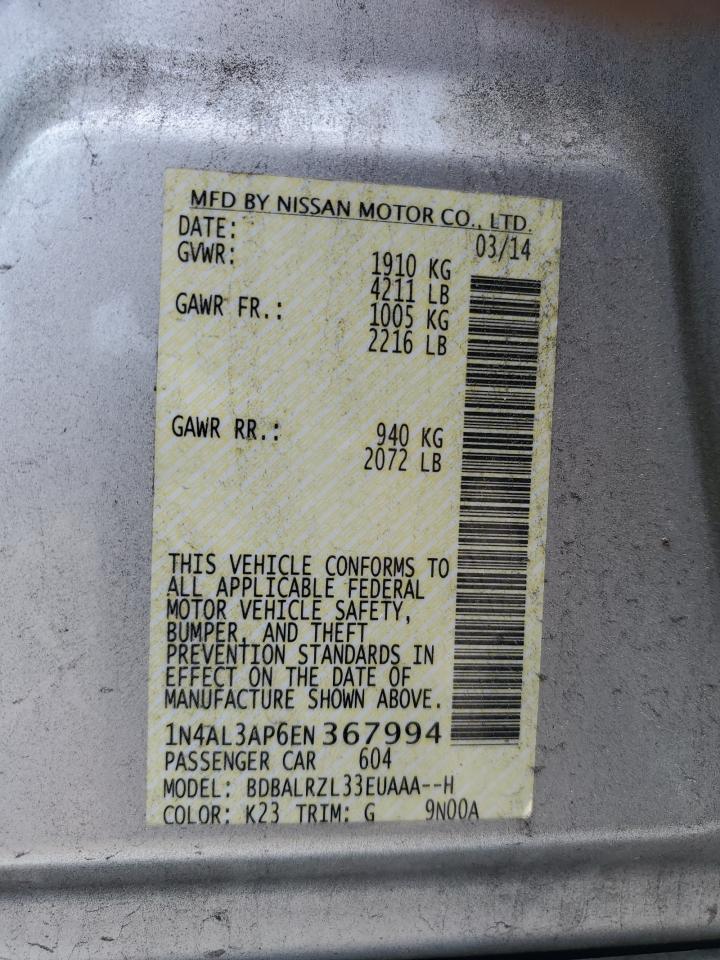 MFD BY NISSAN MOTOR CO., LTD.
DATE: 03/14
GVWR: 1910 KG
4211 LB
GAWR FR.: 1005 KG
2216 LB
GAWR RR.: 940 KG
2072 LB
THIS VEHICLE CONFORMS TO
ALL APPLICABLE FEDERAL
MOTOR VEHICLE SAFETY,
BUMPER, AND THEFT
PREVENTION STANDARDS IN
EFFECT ON THE DATE OF
MANUFACTURE SHOWN ABOVE.
1N4AL3AP6EN 367994
PASSENGER CAR 604
MODEL: BDBALRZL33EUAAA--H
COLOR: K23 TRIM: G 9N00A